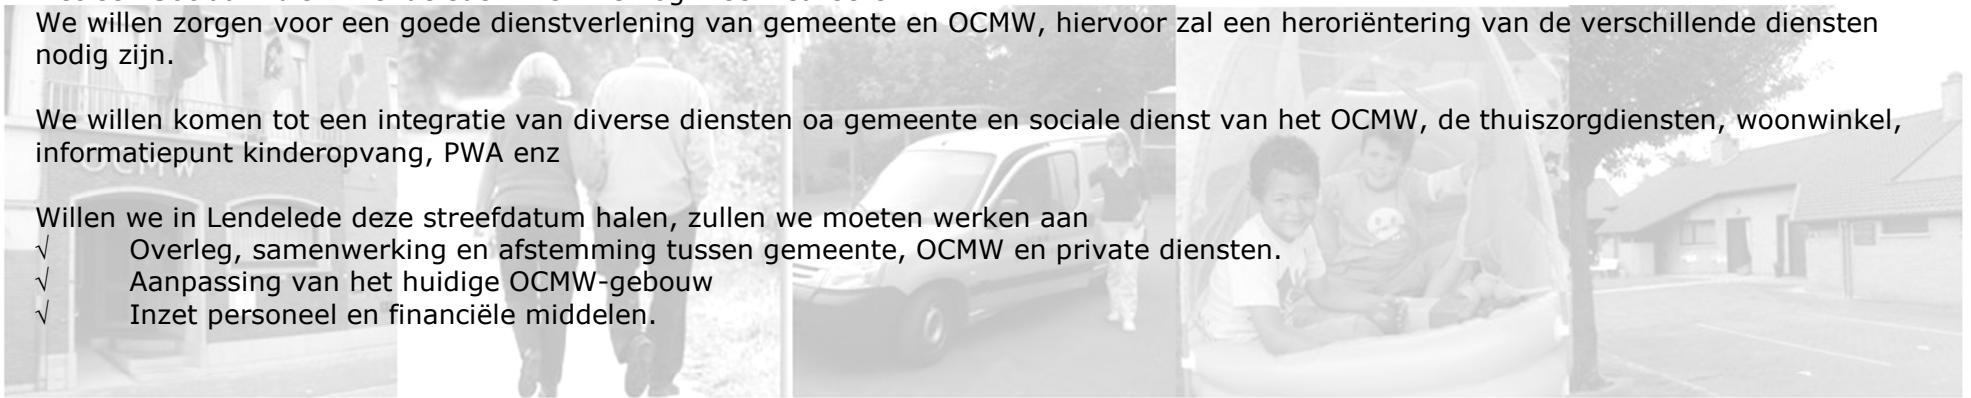 We willen zorgen voor een goede dienstverlening van gemeente en OCMW, hiervoor zal een heroriëntering van de verschillende diensten
nodig zijn.
We willen komen tot een integratie van diverse diensten oa gemeente en sociale dienst van het OCMW, de thuiszorgdiensten, woonwinkel,
informatiepunt kinderopvang, PWA enz
OCMW
Willen we in Lendelede deze streefdatum halen, zullen we moeten werken aan
√ Overleg, samenwerking en afstemming tussen gemeente, OCMW en private diensten.
√ Aanpassing van het huidige OCMW-gebouw
√ Inzet personeel en financiële middelen.